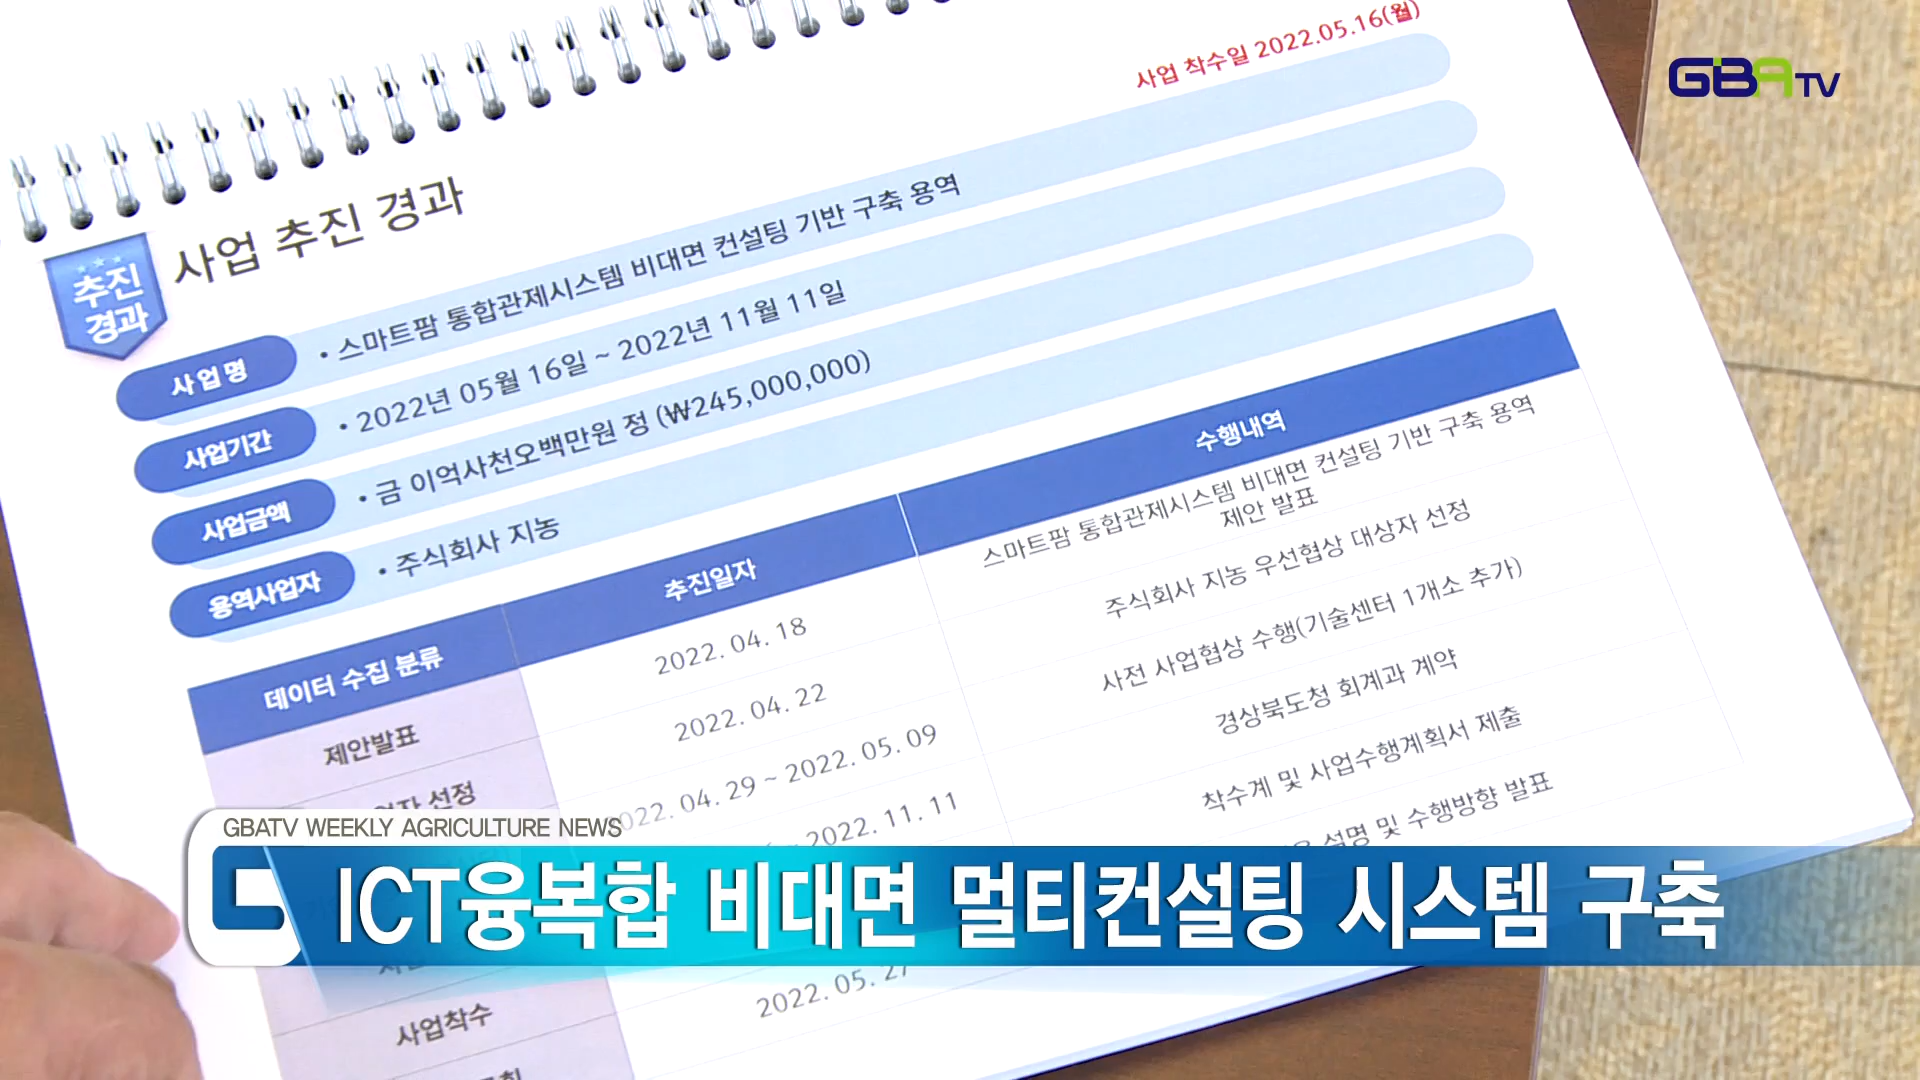 사업 착수일 2022.05.16(월)
GBATV
추진
경과
사업 추진 경과
사업명
• 스마트팜 통합관제시스템 비대면 컨설팅 기반 구축 용역
사업기간
• 2022년 05월 16일 ~ 2022년 11월 11일
사업금액
• 금 이억사천오백만원 정 (₩245,000,000)
용역사업자
• 주식회사 지농
데이터 수집 분류 추진일자 수행내역
제안발표 2022. 04. 18 스마트팜 통합관제시스템 비대면 컨설팅 기반 구축 용역
제안 발표
선정 2022. 04. 22 주식회사 지농 우선협상 대상자 선정
2022. 04. 29 ~ 2022. 05. 09 사전 사업협상 수행(기술센터 1개소 추가)
2022. 11. 11 경상북도청 회계과 계약
착수계 및 사업수행계획서 제출
설명 및 수행방향 발표
GBATV WEEKLY AGRICULTURE NEWS
ICT융복합 비대면 멀티컨설팅 시스템 구축
사업착수 2022. 05. 27